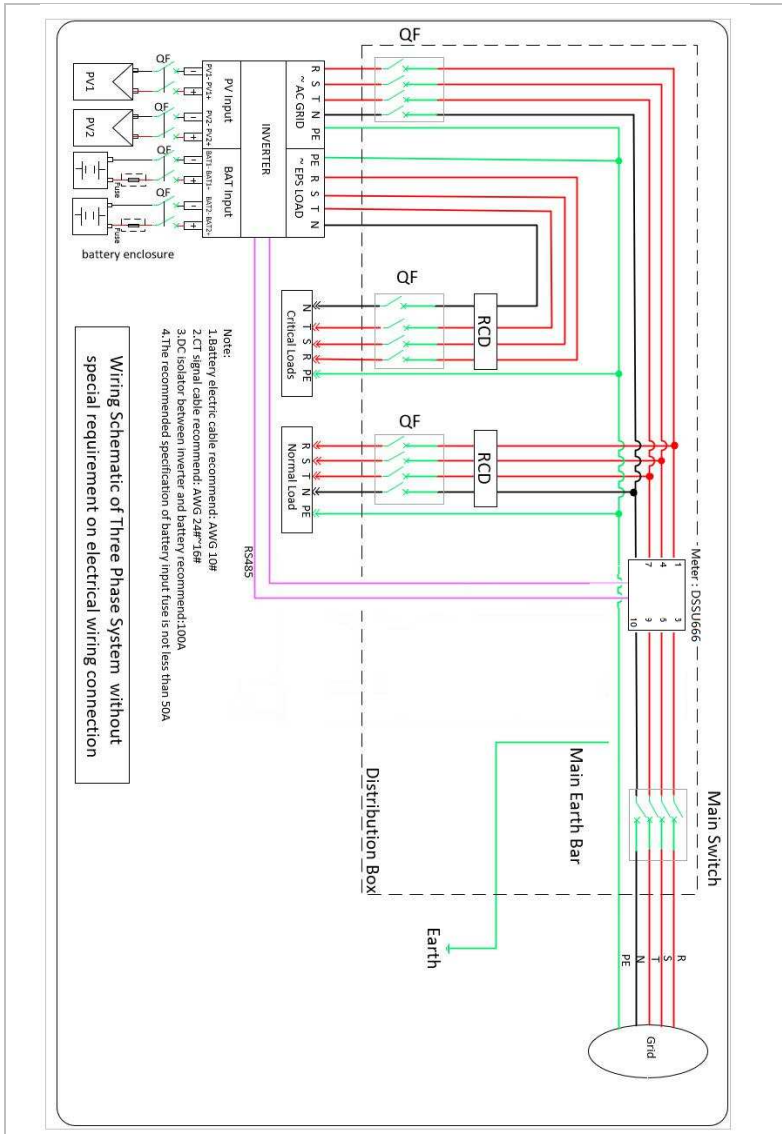 QF
PV1
PV2
QF
QF
QF
QF
Fuse
Fuse
battery enclosure
PV1- PV1+
PV2- PV2+
BAT1- BAT1+
BAT2- BAT2+
- +
- +
- +
- +
PV Input
BAT Input
INVERTER
~ AC GRID
~ EPS LOAD
R
S
T
N
PE
PE
R
S
T
N
QF
RCD
Critical Loads
N
T
S
R
PE
QF
RCD
Normal Load
R
S
T
N
PE
RS485
Meter : DSSU666
1
4
7
3
6
9
10
Note:
1.Battery electric cable recommend: AWG 10#
2.CT signal cable recommend: AWG 24#~16#
3.DC isolator between inverter and battery recommend:100A
4.The recommended specification of battery input fuse is not less than 50A
Wiring Schematic of Three Phase System without
special requirement on electrical wiring connection
Distribution Box
Main Earth Bar
Main Switch
Earth
R
S
T
N
PE
Grid